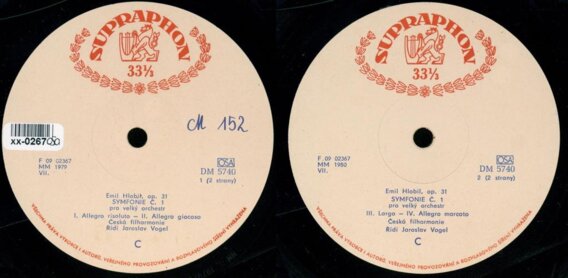 SUPRAPHON
33⅓
M 152
xx-0267
F 09 02367
MM 1979
VII.
OSA
DM 5740
1 (2 strany)
Emil Hlobil, op. 31
SYMFONIE Č. 1
pro velký orchestr
I. Allegro risoluto – II. Allegro giocoso
Česká filharmonie
Řídí Jaroslav Vogel
C
VŠECHNA PRÁVA VÝROBCE I AUTORŮ, VEŘEJNÉHO PROVOZOVÁNÍ A ROZHLASOVÉHO ŠÍŘENÍ VYHRAZENA
SUPRAPHON
33⅓
F 09 02367
MM 1980
VII.
OSA
DM 5740
2 (2 strany)
Emil Hlobil, op. 31
SYMFONIE Č. 1
pro velký orchestr
III. Largo – IV. Allegro marcato
Česká filharmonie
Řídí Jaroslav Vogel
C
VŠECHNA PRÁVA VÝROBCE I AUTORŮ, VEŘEJNÉHO PROVOZOVÁNÍ A ROZHLASOVÉHO ŠÍŘENÍ VYHRAZENA